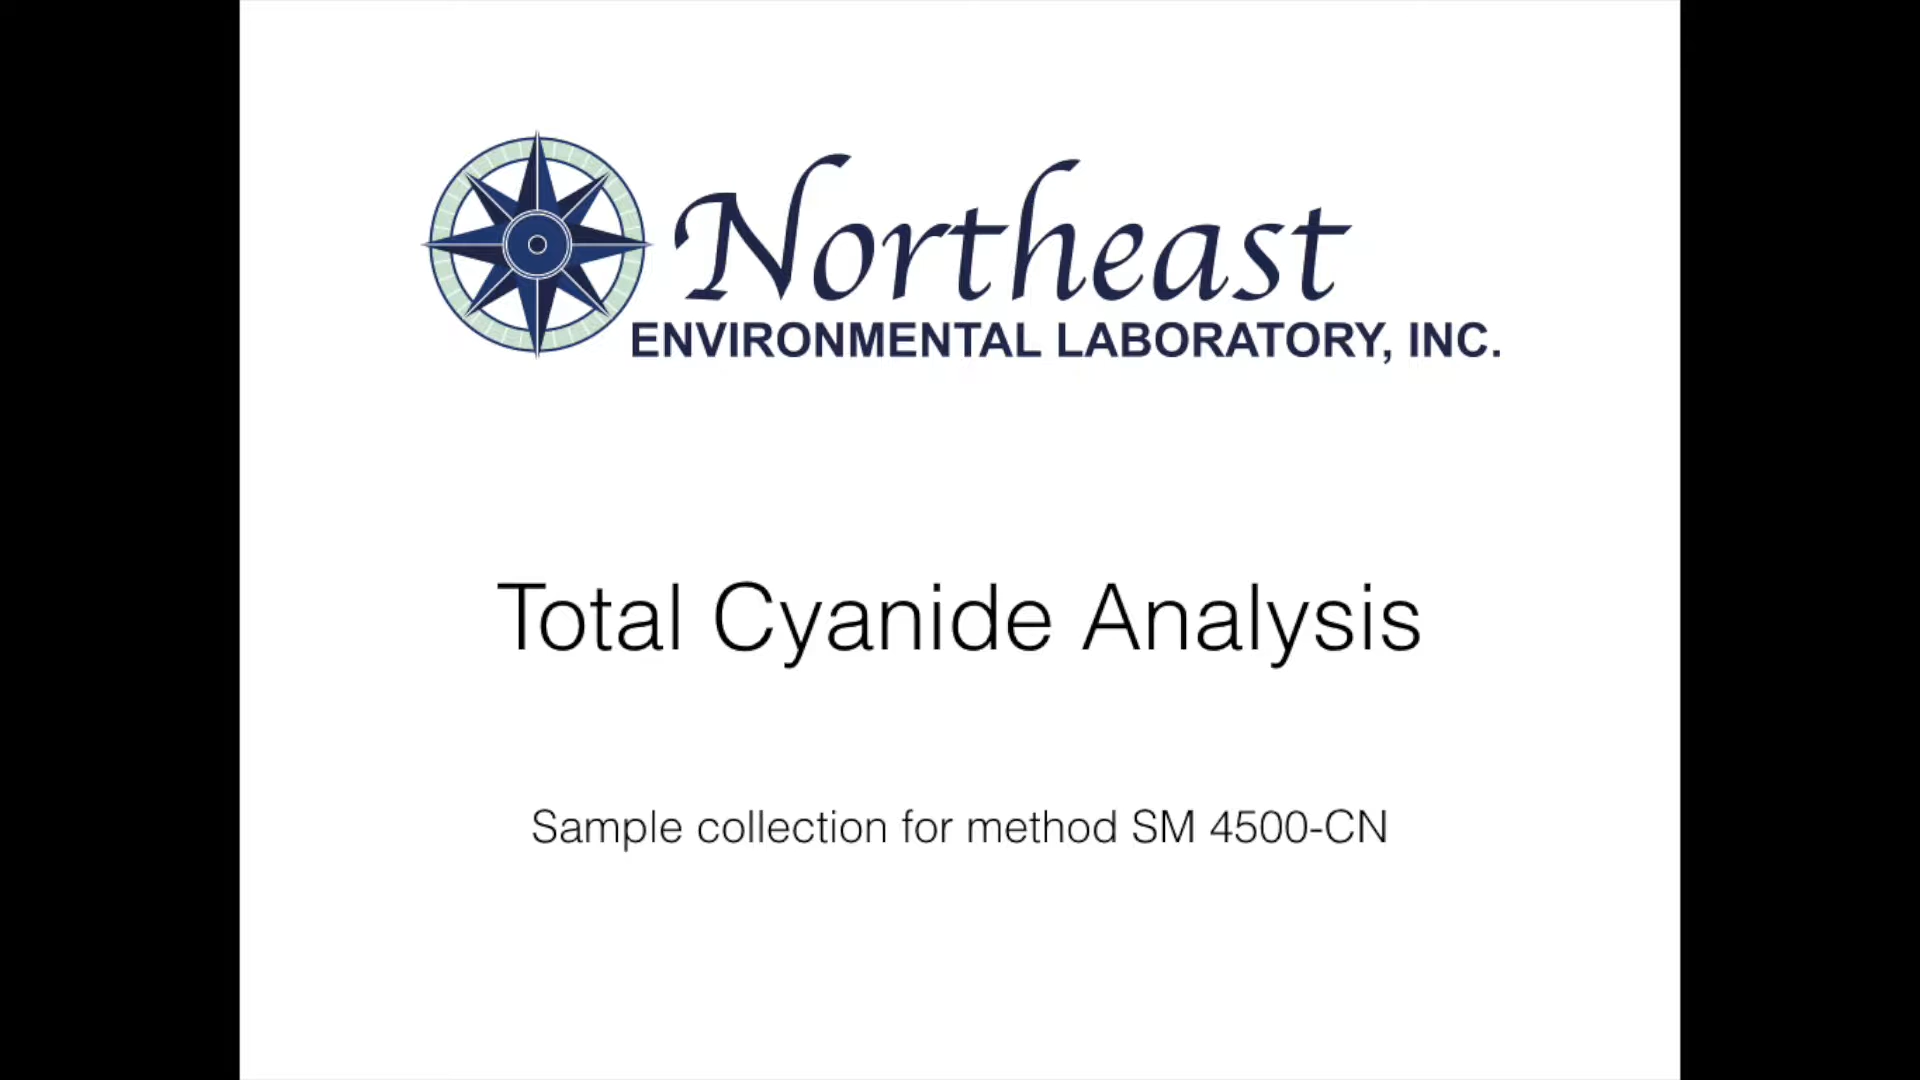 Northeast
ENVIRONMENTAL LABORATORY, INC.
Total Cyanide Analysis
Sample collection for method SM 4500-CN